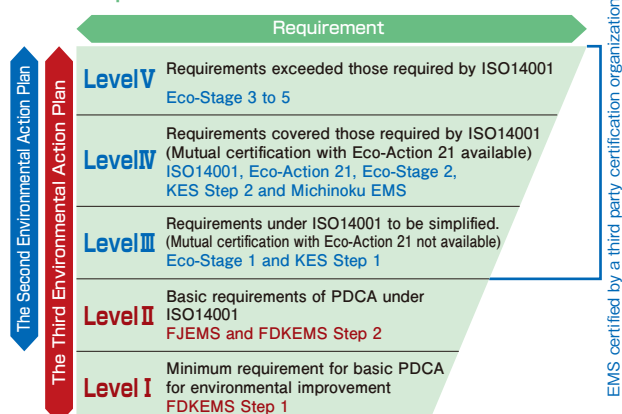 Requirement
The Second Environmental Action Plan
The Third Environmental Action Plan
Level Ⅴ
Requirements exceeded those required by ISO14001
Eco-Stage 3 to 5
Level Ⅳ
Requirements covered those required by ISO14001
(Mutual certification with Eco-Action 21 available)
ISO14001, Eco-Action 21, Eco-Stage 2,
KES Step 2 and Michinoku EMS
Level Ⅲ
Requirements under ISO14001 to be simplified.
(Mutual certification with Eco-Action 21 not available)
Eco-Stage 1 and KES Step 1
Level Ⅱ
Basic requirements of PDCA under
ISO14001
FJEMS and FDKEMS Step 2
Level Ⅰ
Minimum requirement for basic PDCA
for environmental improvement
FDKEMS Step 1
EMS certified by a third party certification organization